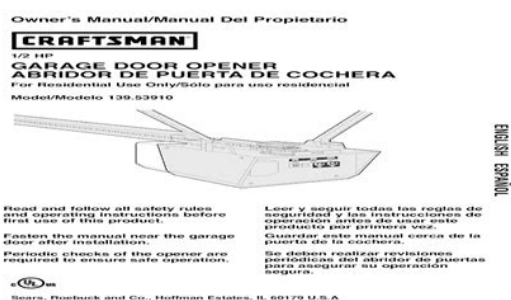 Owner's Manual/Manual Del Propietario
CRAFTSMAN
1/2 HP
GARAGE DOOR OPENER
ABRIDOR DE PUERTA DE COCHERA
For Residential Use Only/Sólo para uso residencial
Model/Modelo 139.53910
Read and follow all safety rules
and operating instructions before
first use of this product.
Fasten the manual near the garage
door after installation.
Periodic checks of the opener are
required to ensure safe operation.
Leer y seguir todas las reglas de
seguridad y las instrucciones de
operación antes de usar este
producto por primera vez.
Guardar este manual cerca de la
puerta de la cochera.
Se deben realizar revisiones
periódicas del abridor de puertas
para asegurar su operación
segura.
ENGLISH ESPAÑOL
c UL us
Sears, Roebuck and Co., Hoffman Estates, IL 60179 U.S.A